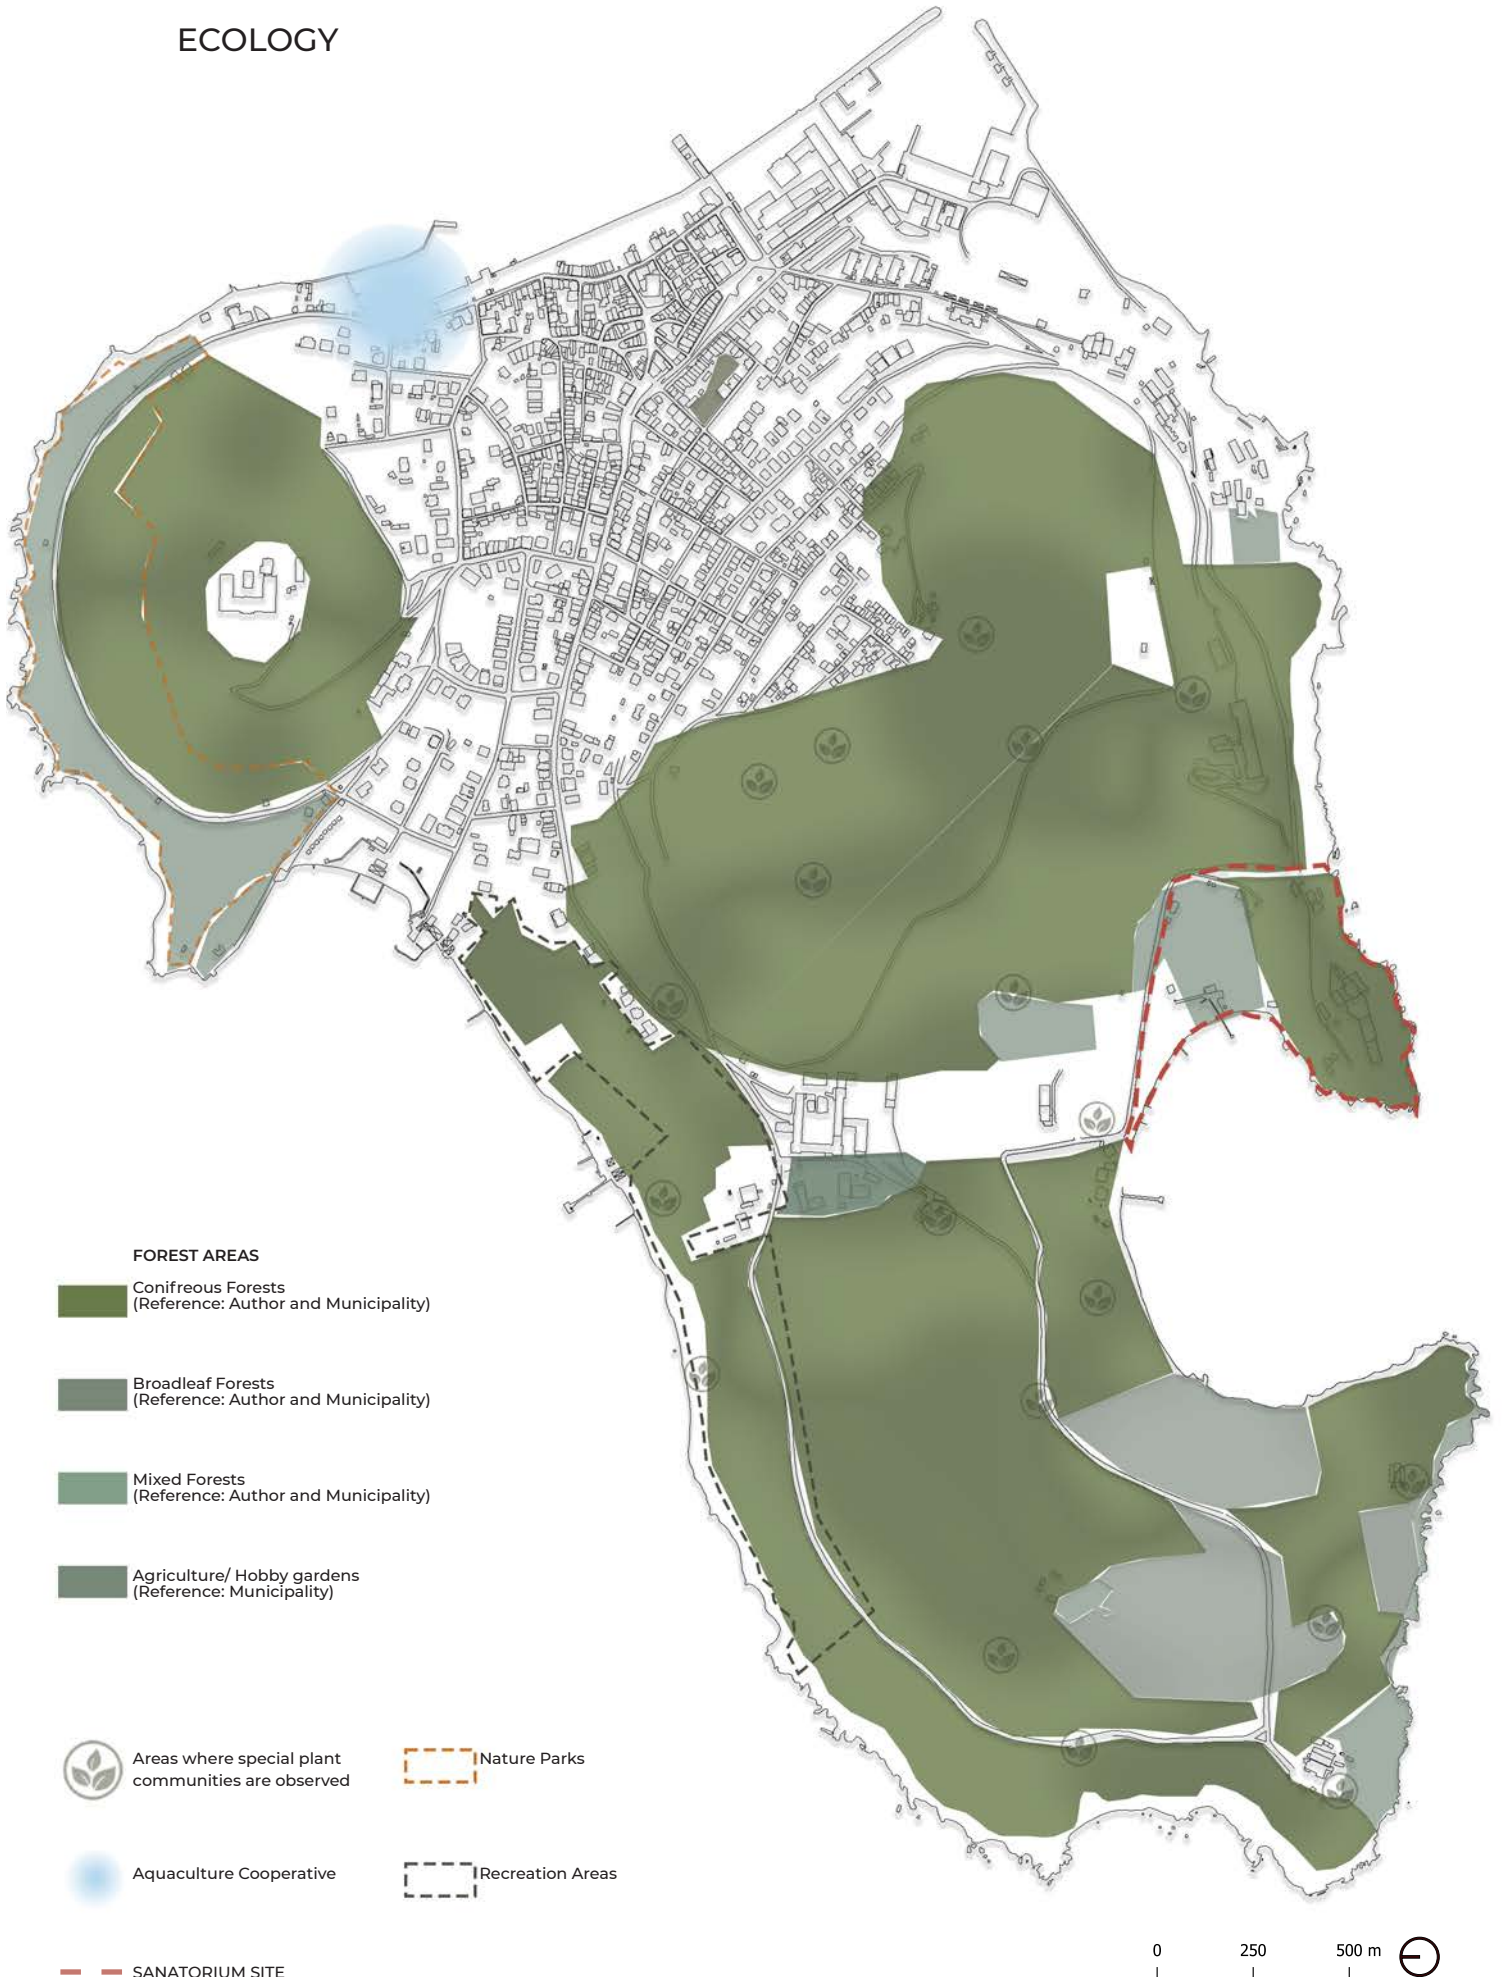 ECOLOGY
FOREST AREAS
Conifreous Forests
(Reference: Author and Municipality)
Broadleaf Forests
(Reference: Author and Municipality)
Mixed Forests
(Reference: Author and Municipality)
Agriculture/ Hobby gardens
(Reference: Municipality)
Areas where special plant
communities are observed
Nature Parks
Aquaculture Cooperative
Recreation Areas
SANATORIUM SITE
0 250 500 m